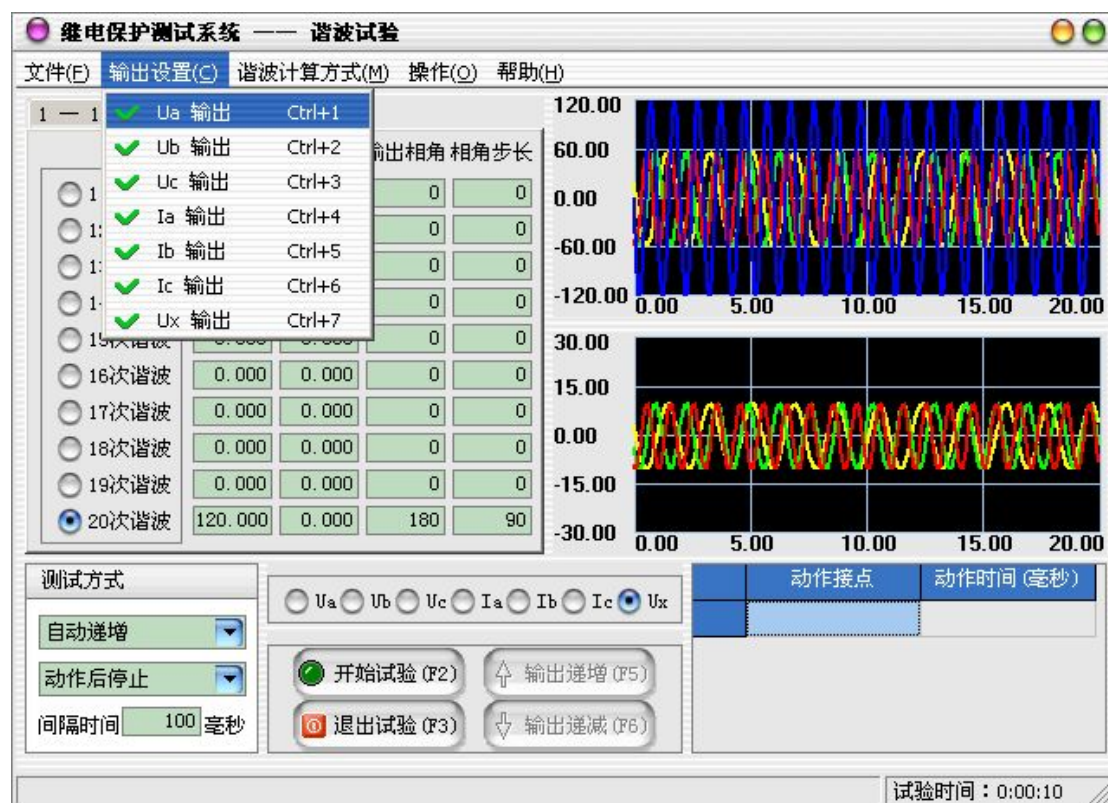 继电保护测试系统 —— 谐波试验
文件(F) 输出设置(C) 谐波计算方式(M) 操作(O) 帮助(H)
1 — 1
Ua 输出 Ctrl+1
Ub 输出 Ctrl+2
Uc 输出 Ctrl+3
Ia 输出 Ctrl+4
Ib 输出 Ctrl+5
Ic 输出 Ctrl+6
Ux 输出 Ctrl+7
输出相角 相角步长
0 0
0 0
0 0
0 0
15次谐波 0.000 0.000 0 0
16次谐波 0.000 0.000 0 0
17次谐波 0.000 0.000 0 0
18次谐波 0.000 0.000 0 0
19次谐波 0.000 0.000 0 0
20次谐波 120.000 0.000 180 90
120.00
60.00
0.00
-60.00
-120.00
0.00 5.00 10.00 15.00 20.00
30.00
15.00
0.00
-15.00
-30.00
0.00 5.00 10.00 15.00 20.00
测试方式
自动递增
动作后停止
间隔时间 100 毫秒
Ua Ub Uc Ia Ib Ic Ux
开始试验(F2) 输出递增(F5)
退出试验(F3) 输出递减(F6)
动作接点 动作时间(毫秒)
试验时间：0:00:10